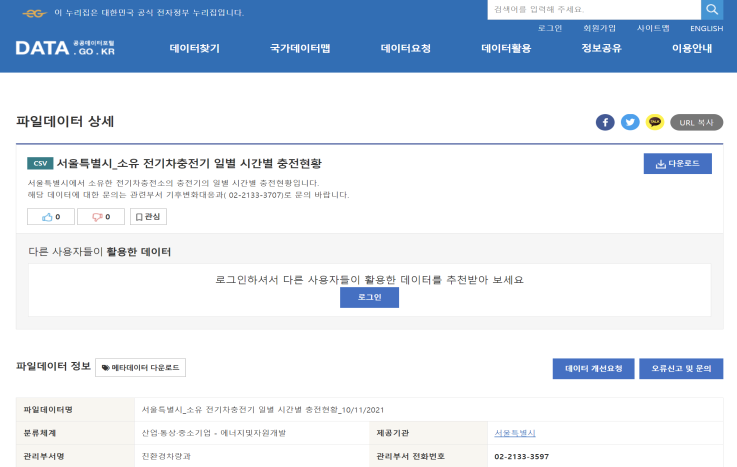 이 누리집은 대한민국 공식 전자정부 누리집입니다.
검색어를 입력해 주세요.
로그인 회원가입 사이트맵 ENGLISH
DATA 공공데이터포털 .GO.KR
데이터찾기 국가데이터맵 데이터요청 데이터활용 정보공유 이용안내
파일데이터 상세
URL 복사
CSV 서울특별시_소유 전기차충전기 일별 시간별 충전현황
다운로드
서울특별시에서 소유한 전기차충전소의 충전기의 일별 시간별 충전현황입니다.
해당 데이터에 대한 문의는 관련부서 기후변화대응과( 02-2133-3707)로 문의 바랍니다.
0 0 관심
다른 사용자들이 활용한 데이터
로그인하셔서 다른 사용자들이 활용한 데이터를 추천받아 보세요
로그인
파일데이터 정보 메타데이터 다운로드
데이터 개선요청 오류신고 및 문의
파일데이터명 서울특별시_소유 전기차충전기 일별 시간별 충전현황_10/11/2021
분류체계 산업·통상·중소기업 - 에너지및자원개발 제공기관 서울특별시
관리부서명 친환경차량과 관리부서 전화번호 02-2133-3597